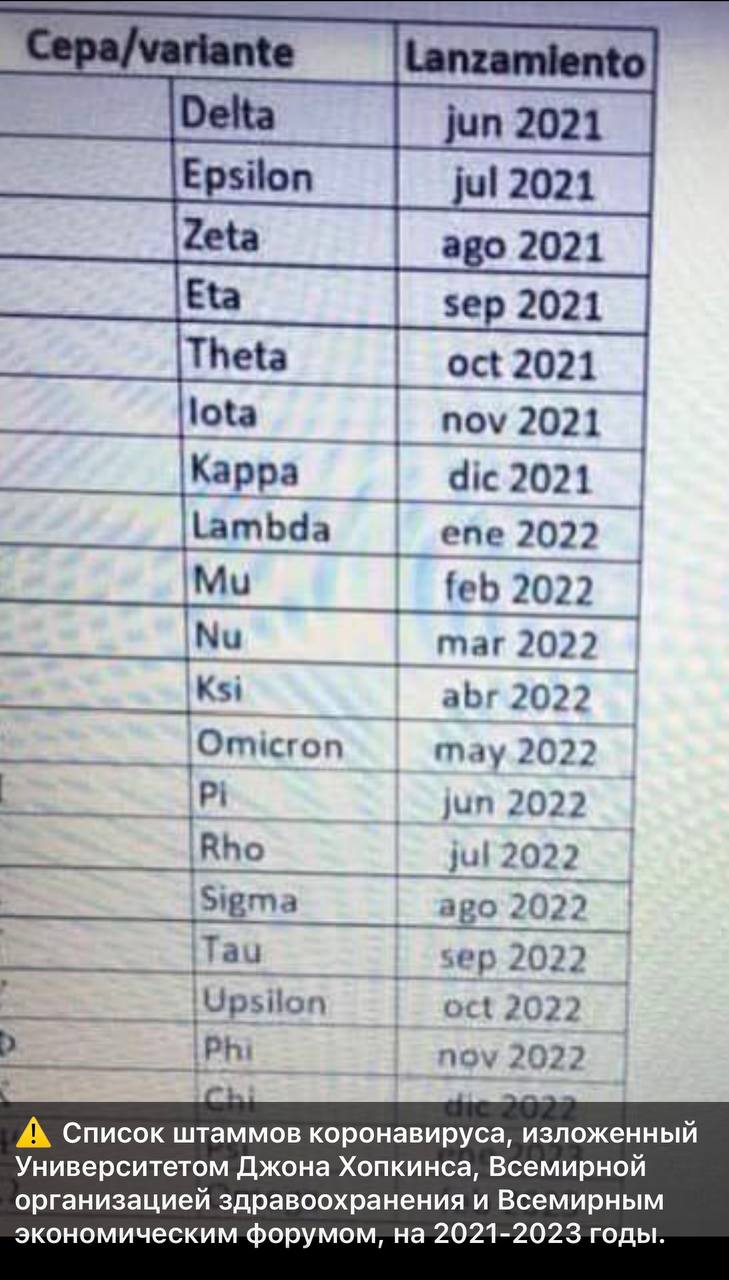 Cepa/variante Lanzamiento
Delta jun 2021
Epsilon jul 2021
Zeta ago 2021
Eta sep 2021
Theta oct 2021
Iota nov 2021
Kappa dic 2021
Lambda ene 2022
Mu feb 2022
Nu mar 2022
Ksi abr 2022
Omicron may 2022
Pi jun 2022
Rho jul 2022
Sigma ago 2022
Tau sep 2022
Upsilon oct 2022
Phi nov 2022
Chi dic 2022
⚠️ Список штаммов коронавируса, изложенный
Университетом Джона Хопкинса, Всемирной
организацией здравоохранения и Всемирным
экономическим форумом, на 2021-2023 годы.